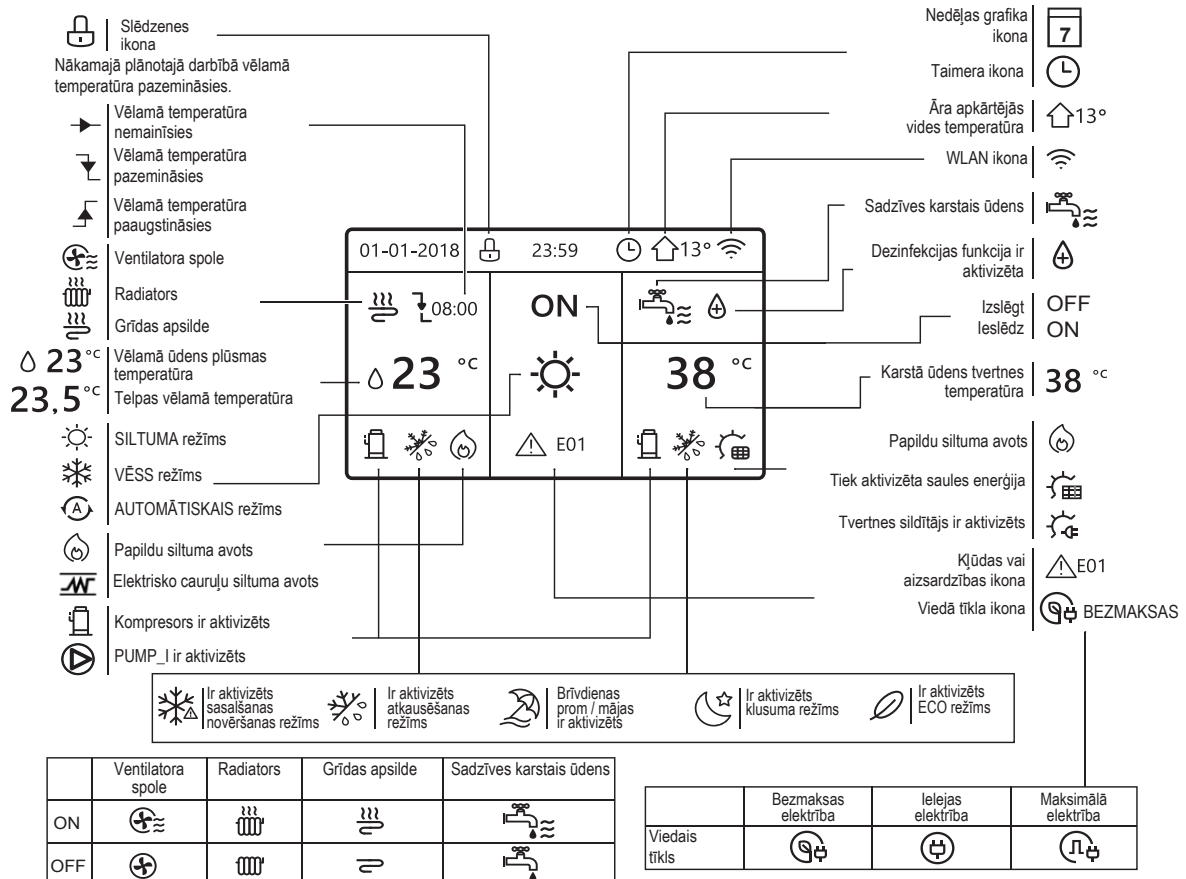 Slēdzenes
ikona
Nākamajā plānotajā darbībā vēlamā
temperatūra pazemināsies.
Vēlamā temperatūra
nemainīsies
Vēlamā temperatūra
pazemināsies
Vēlamā temperatūra
paaugstināsies
Ventilatora spole
Radiators
Grīdas apsilde
23 °C Vēlamā ūdens plūsmas
temperatūra
23,5 °C Telpas vēlamā temperatūra
SILTUMA režīms
VĒSS režīms
A AUTOMĀTISKAIS režīms
Papildu siltuma avots
Elektrisko cauruļu siltuma avots
Kompresors ir aktivizēts
PUMP_I ir aktivizēts
01-01-2018 23:59 13°
08:00 ON
23 °C 38 °C
E01
Nedēļas grafika
ikona 7
Taimera ikona
Āra apkārtējās
vides temperatūra 13°
WLAN ikona
Sadzīves karstais ūdens
Dezinfekcijas funkcija ir
aktivizēta
Izslēgt OFF
Ieslēdz ON
Karstā ūdens tvertnes
temperatūra 38 °C
Papildu siltuma avots
Tiek aktivizēta saules enerģija
Tvertnes sildītājs ir aktivizēts
Kļūdas vai
aizsardzības ikona E01
Viedā tīkla ikona BEZMAKSAS
Ir aktivizēts
sasalšanas
novēršanas režīms
Ir aktivizēts
atkausēšanas
režīms
Brīvdienas
prom / mājas
ir aktivizēts
Ir aktivizēts
klusuma režīms
Ir aktivizēts
ECO režīms
Ventilatora
spole
Radiators
Grīdas apsilde
Sadzīves karstais ūdens
ON
OFF
Bezmaksas
elektrība
Ielejas
elektrība
Maksimālā
elektrība
Viedais
tīkls